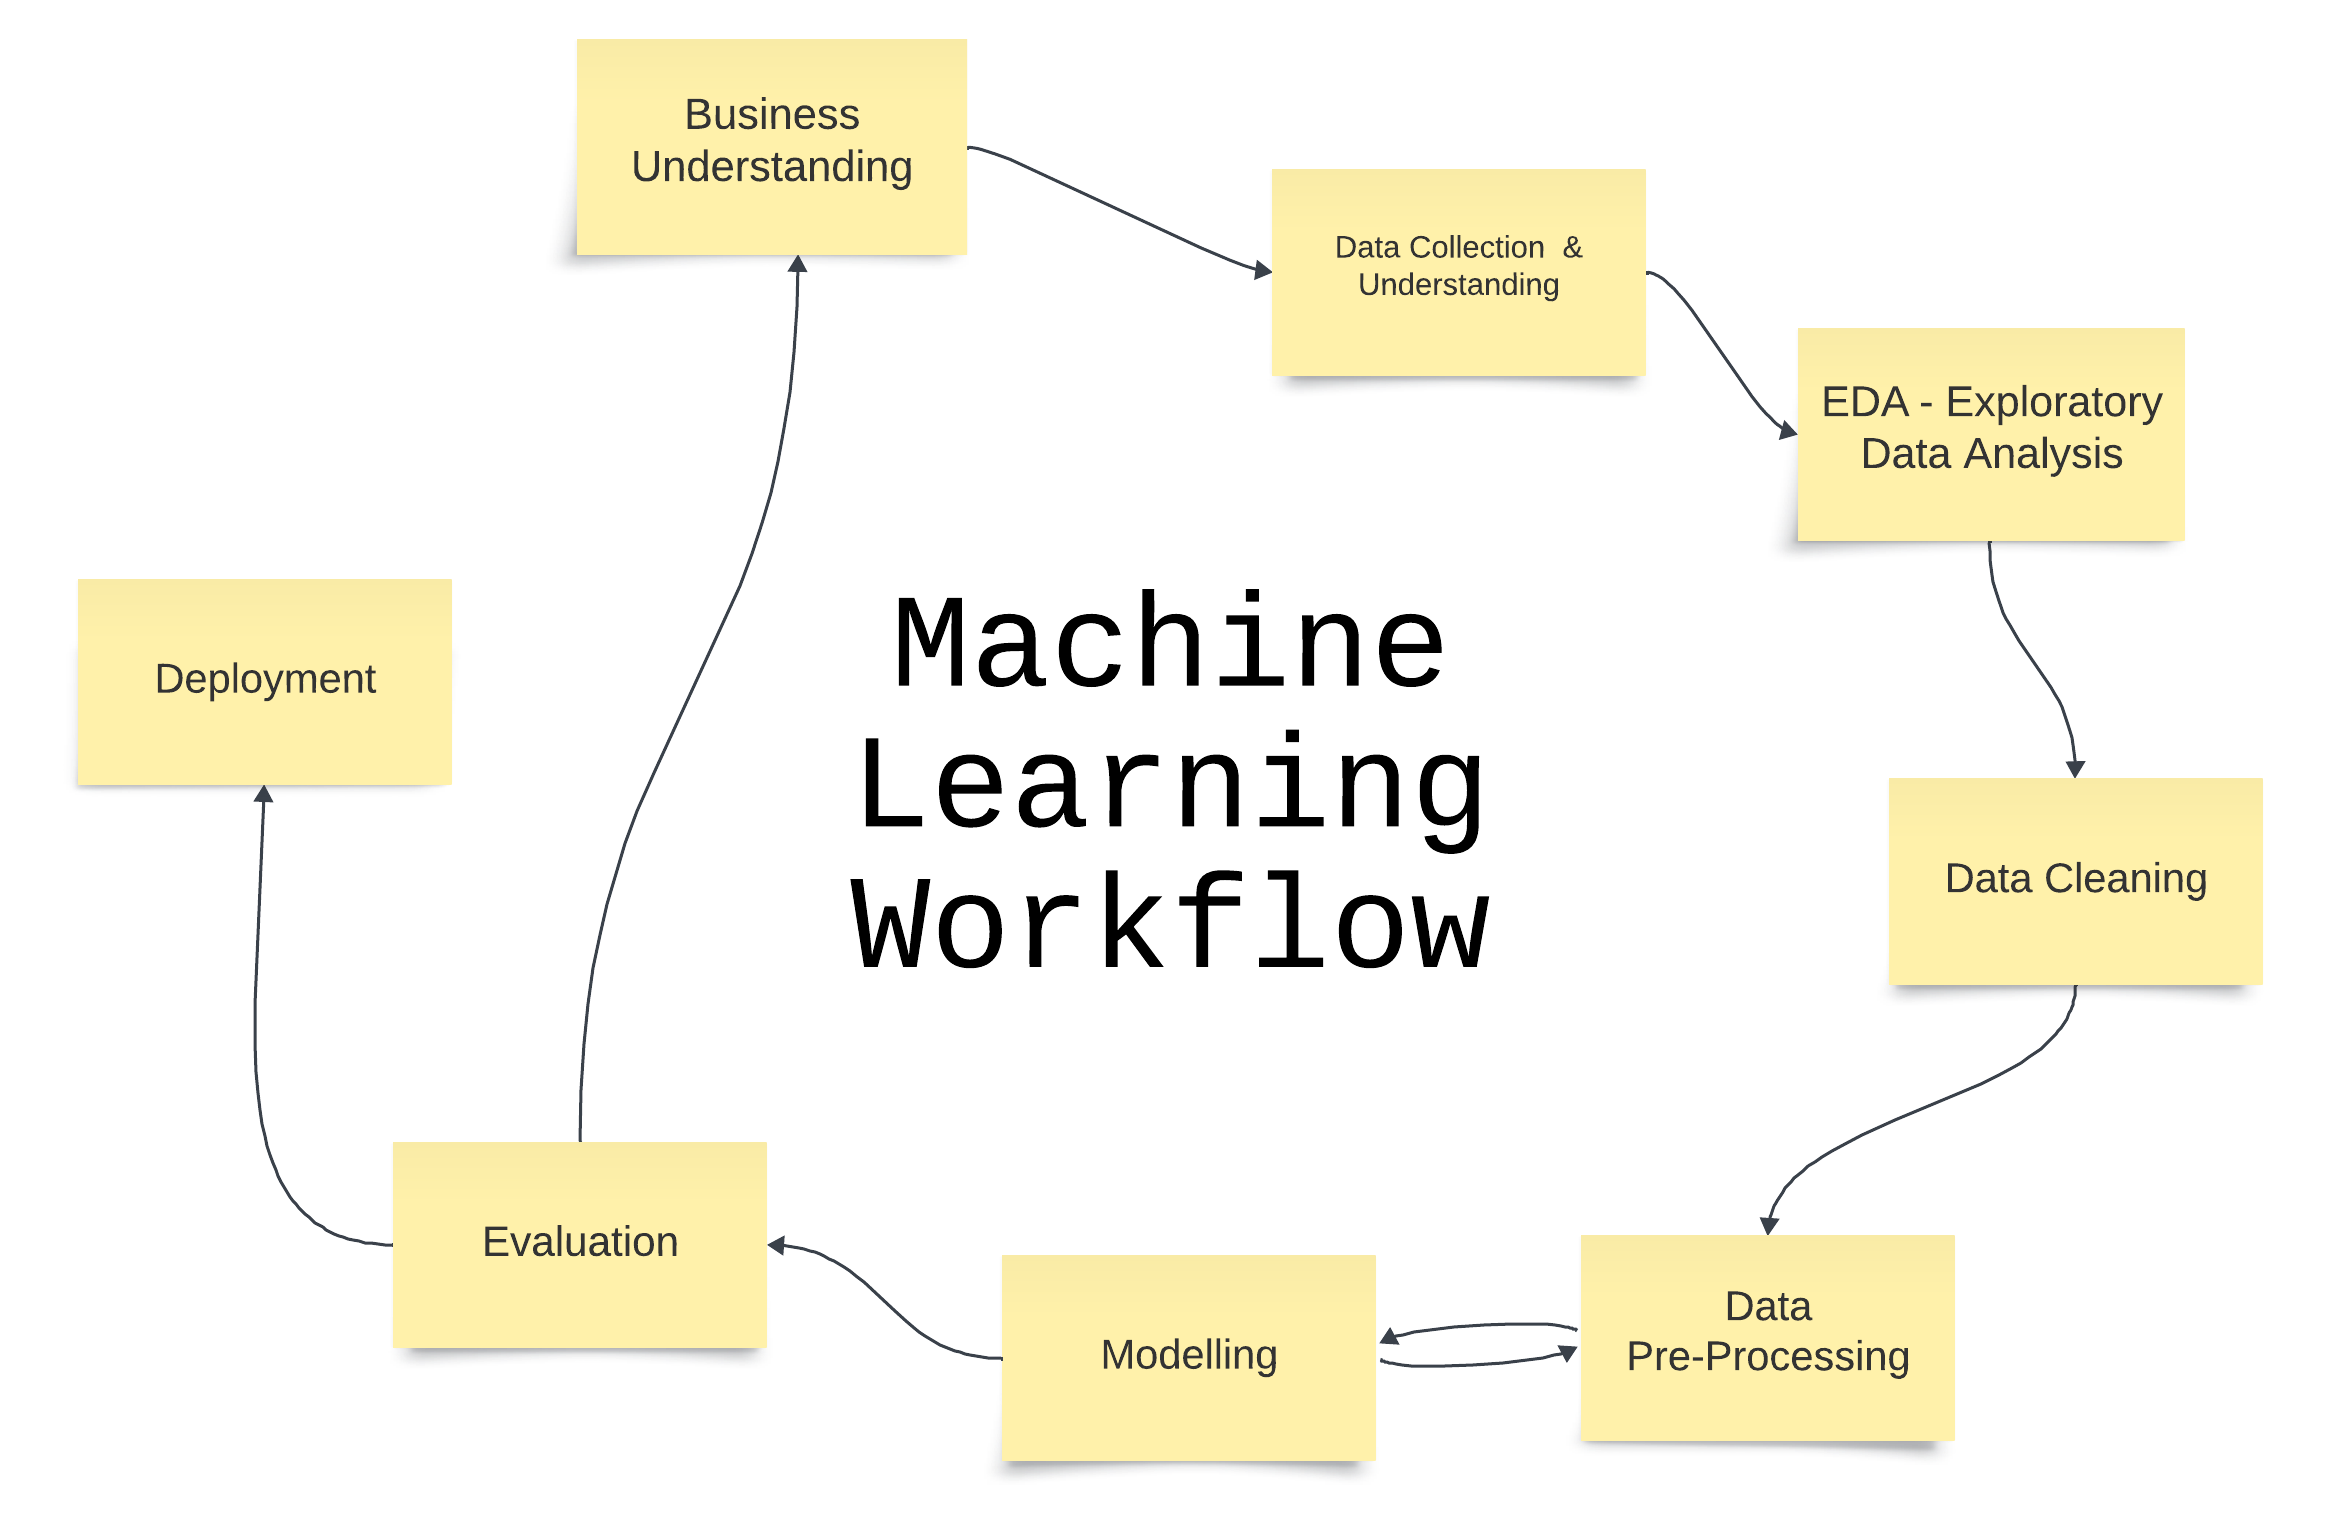 Business
Understanding
Data Collection  &
Understanding
EDA - Exploratory
Data Analysis
Data Cleaning
Data
Pre-Processing
Modelling
Evaluation
Deployment
Machine
Learning
Workflow